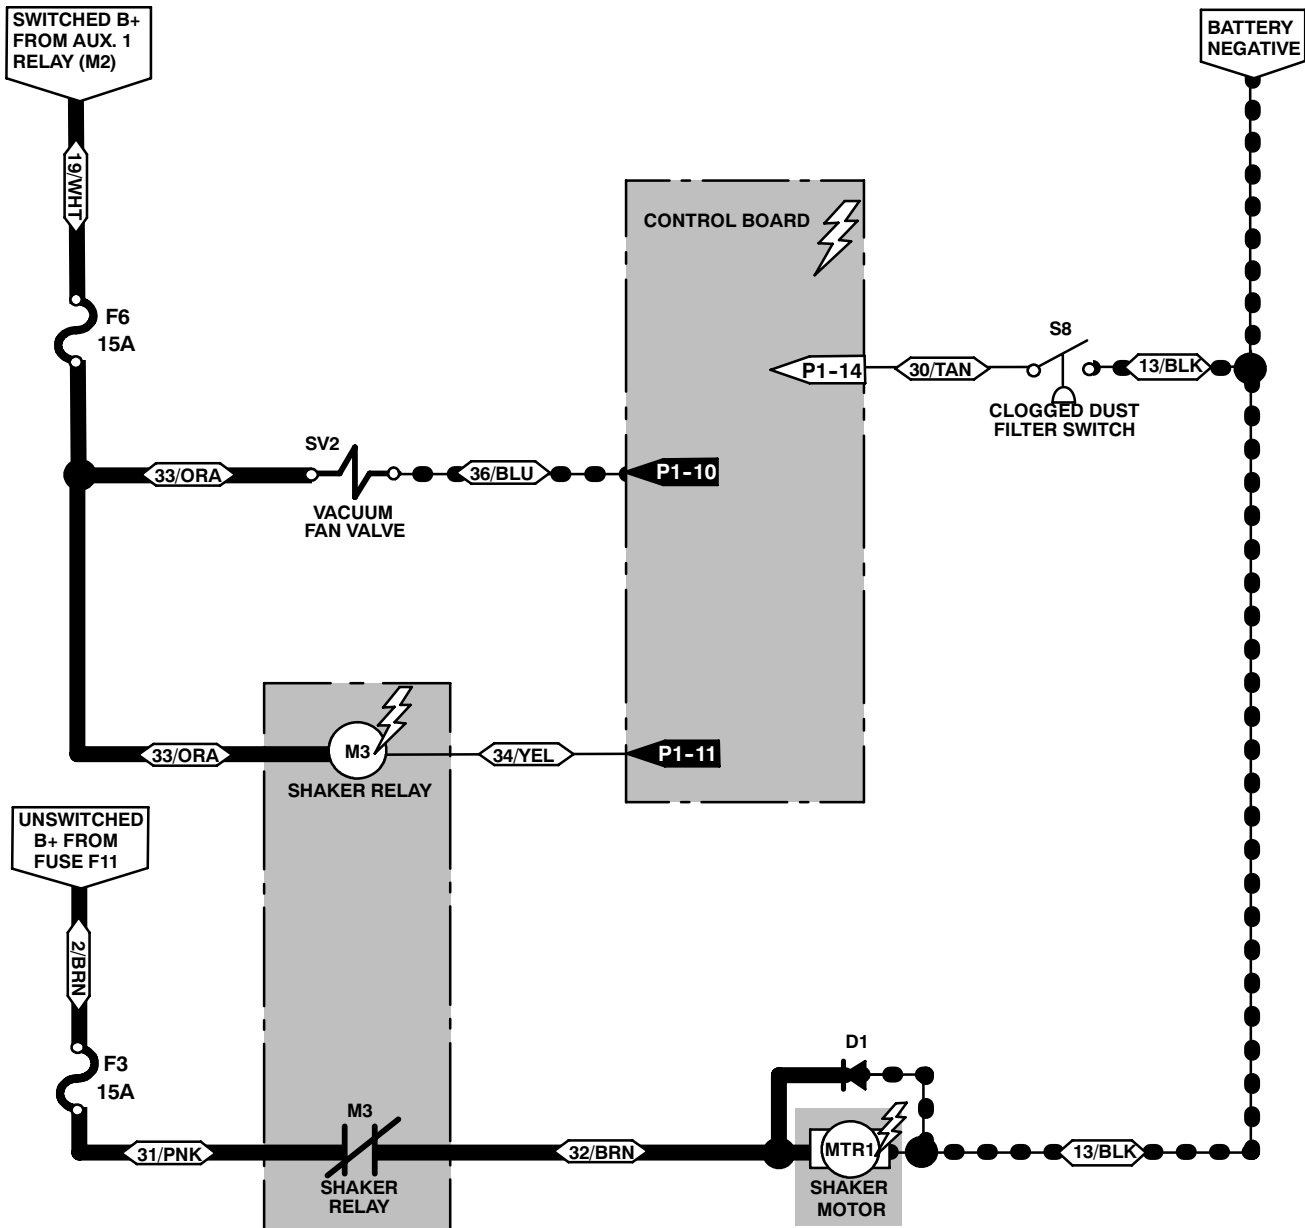 SWITCHED B+
FROM AUX. 1
RELAY (M2)
BATTERY
NEGATIVE
19/WHT
CONTROL BOARD
F6
15A
S8
P1-14
30/TAN
13/BLK
CLOGGED DUST
FILTER SWITCH
SV2
33/ORA
36/BLU
P1-10
VACUUM
FAN VALVE
33/ORA
M3
34/YEL
P1-11
SHAKER RELAY
UNSWITCHED
B+ FROM
FUSE F11
2/BRN
F3
15A
D1
M3
31/PNK
32/BRN
MTR1
13/BLK
SHAKER
RELAY
SHAKER
MOTOR